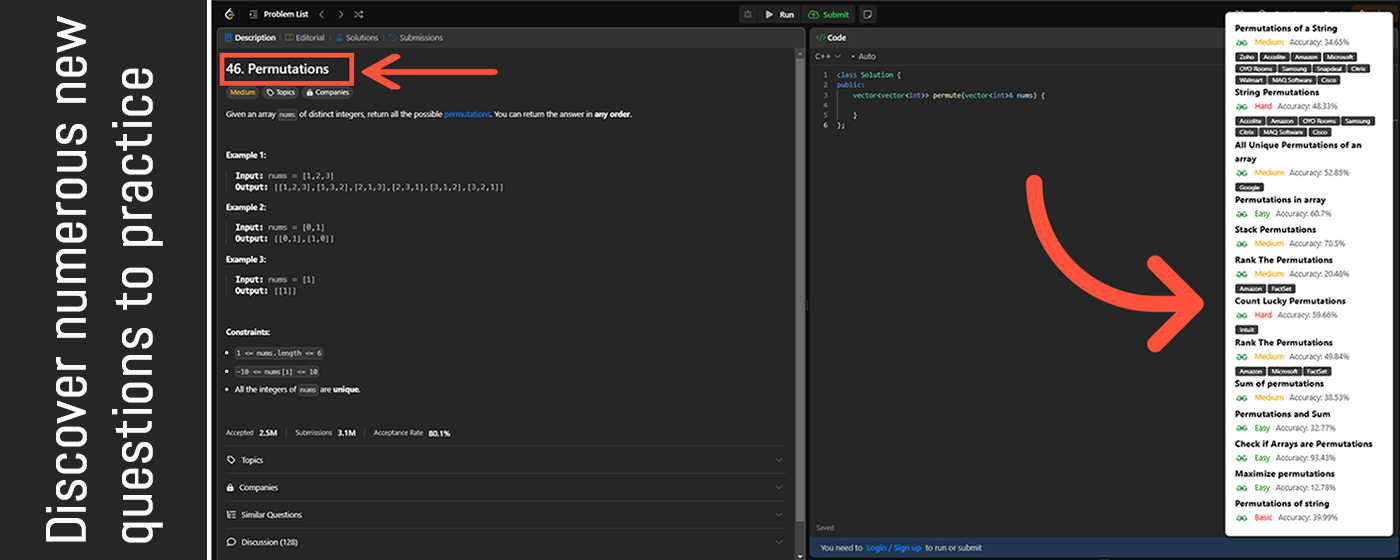 Discover numerous new
questions to practice
Problem List
Run
Submit
Description
Editorial
Solutions
Submissions
46. Permutations
Medium
Topics
Companies
Given an array nums of distinct integers, return all the possible permutations. You can return the answer in any order.
Example 1:
Input: nums = [1,2,3]
Output: [[1,2,3],[1,3,2],[2,1,3],[2,3,1],[3,1,2],[3,2,1]]
Example 2:
Input: nums = [0,1]
Output: [[0,1],[1,0]]
Example 3:
Input: nums = [1]
Output: [[1]]
Constraints:
1 <= nums.length <= 6
-10 <= nums[i] <= 10
All the integers of nums are unique.
Accepted 2.5M Submissions 3.1M Acceptance Rate 80.1%
Topics
Companies
Similar Questions
Discussion (128)
</> Code
C++ Auto
1 class Solution {
2 public:
3 vector<vector<int>> permute(vector<int>& nums) {
4
5 }
6 };
Saved
You need to Login / Sign up to run or submit
Permutations of a String
Medium Accuracy: 34.65%
Zoho Accolite Amazon Microsoft
OYO Rooms Samsung Snapdeal Citrix
Walmart MAQ Software Cisco
String Permutations
Hard Accuracy: 48.33%
Accolite Amazon OYO Rooms Samsung
Citrix MAQ Software Cisco
All Unique Permutations of an
array
Medium Accuracy: 52.85%
Google
Permutations in array
Easy Accuracy: 60.7%
Stack Permutations
Medium Accuracy: 70.5%
Rank The Permutations
Medium Accuracy: 20.48%
Amazon FactSet
Count Lucky Permutations
Hard Accuracy: 59.66%
Intuit
Rank The Permutations
Medium Accuracy: 49.84%
Amazon Microsoft FactSet
Sum of permutations
Medium Accuracy: 38.53%
Permutations and Sum
Easy Accuracy: 32.77%
Check if Arrays are Permutations
Easy Accuracy: 93.43%
Maximize permutations
Easy Accuracy: 12.78%
Permutations of string
Basic Accuracy: 39.99%